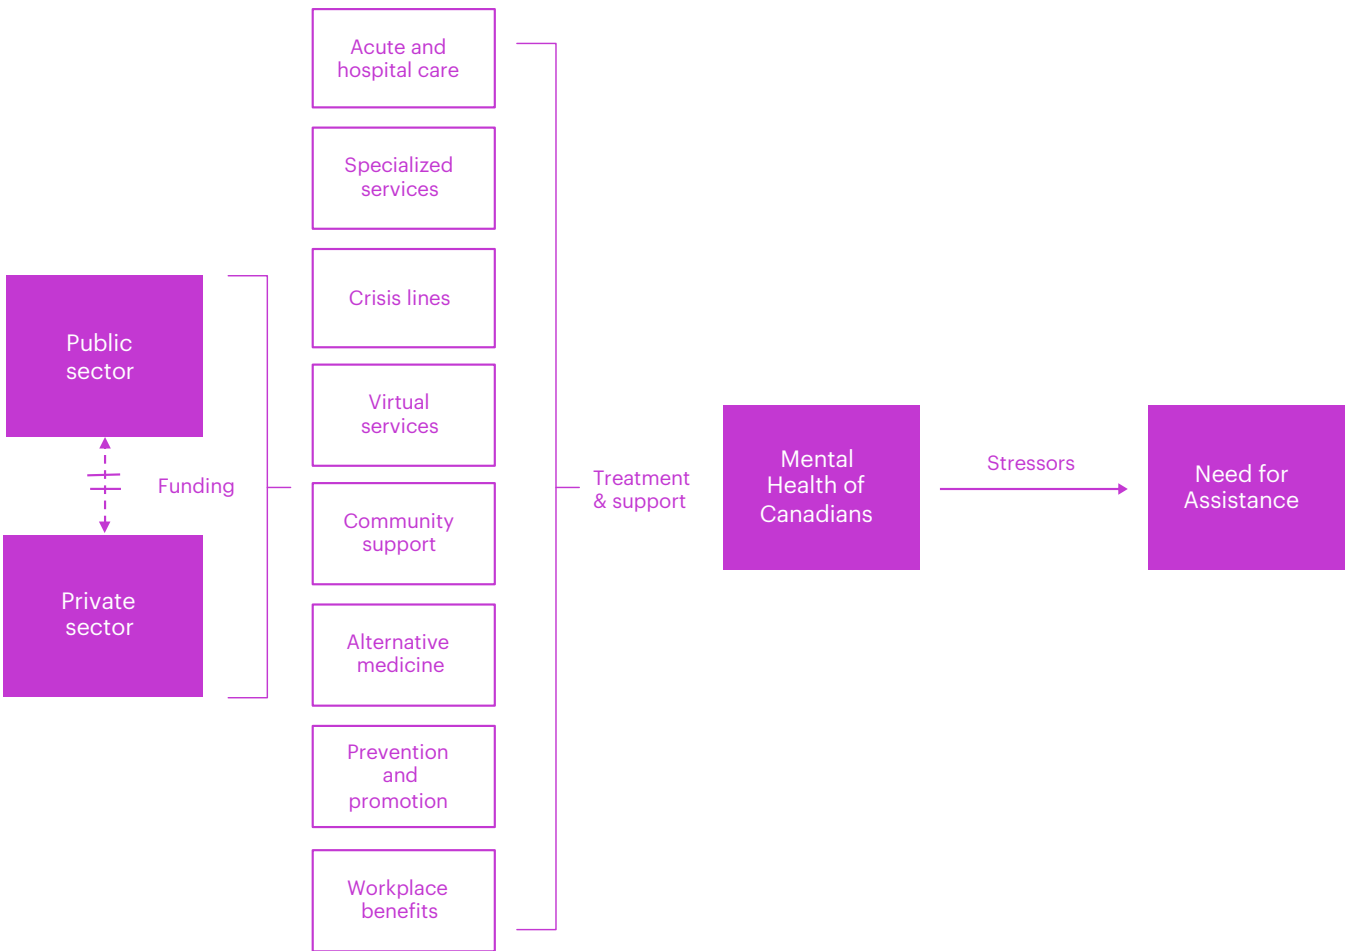 Public
sector
Private
sector
Funding
Acute and
hospital care
Specialized
services
Crisis lines
Virtual
services
Community
support
Alternative
medicine
Prevention
and
promotion
Workplace
benefits
Treatment
& support
Mental
Health of
Canadians
Stressors
Need for
Assistance